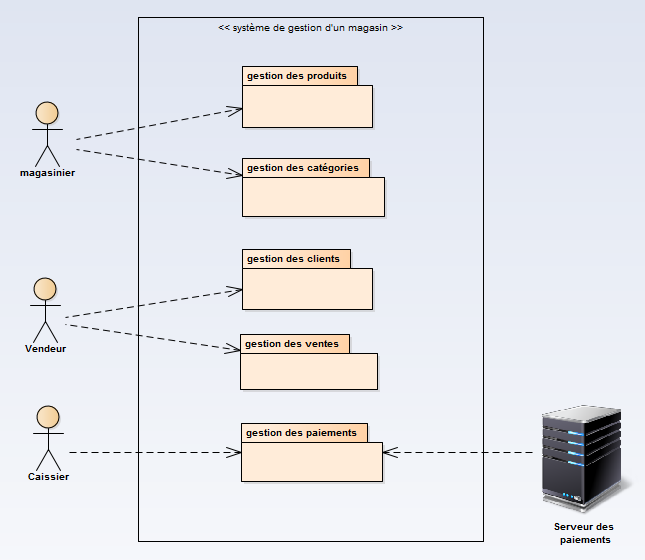 << système de gestion d'un magasin >>
gestion des produits
magasinier
gestion des catégories
gestion des clients
Vendeur
gestion des ventes
gestion des paiements
Caissier
Serveur des
paiements